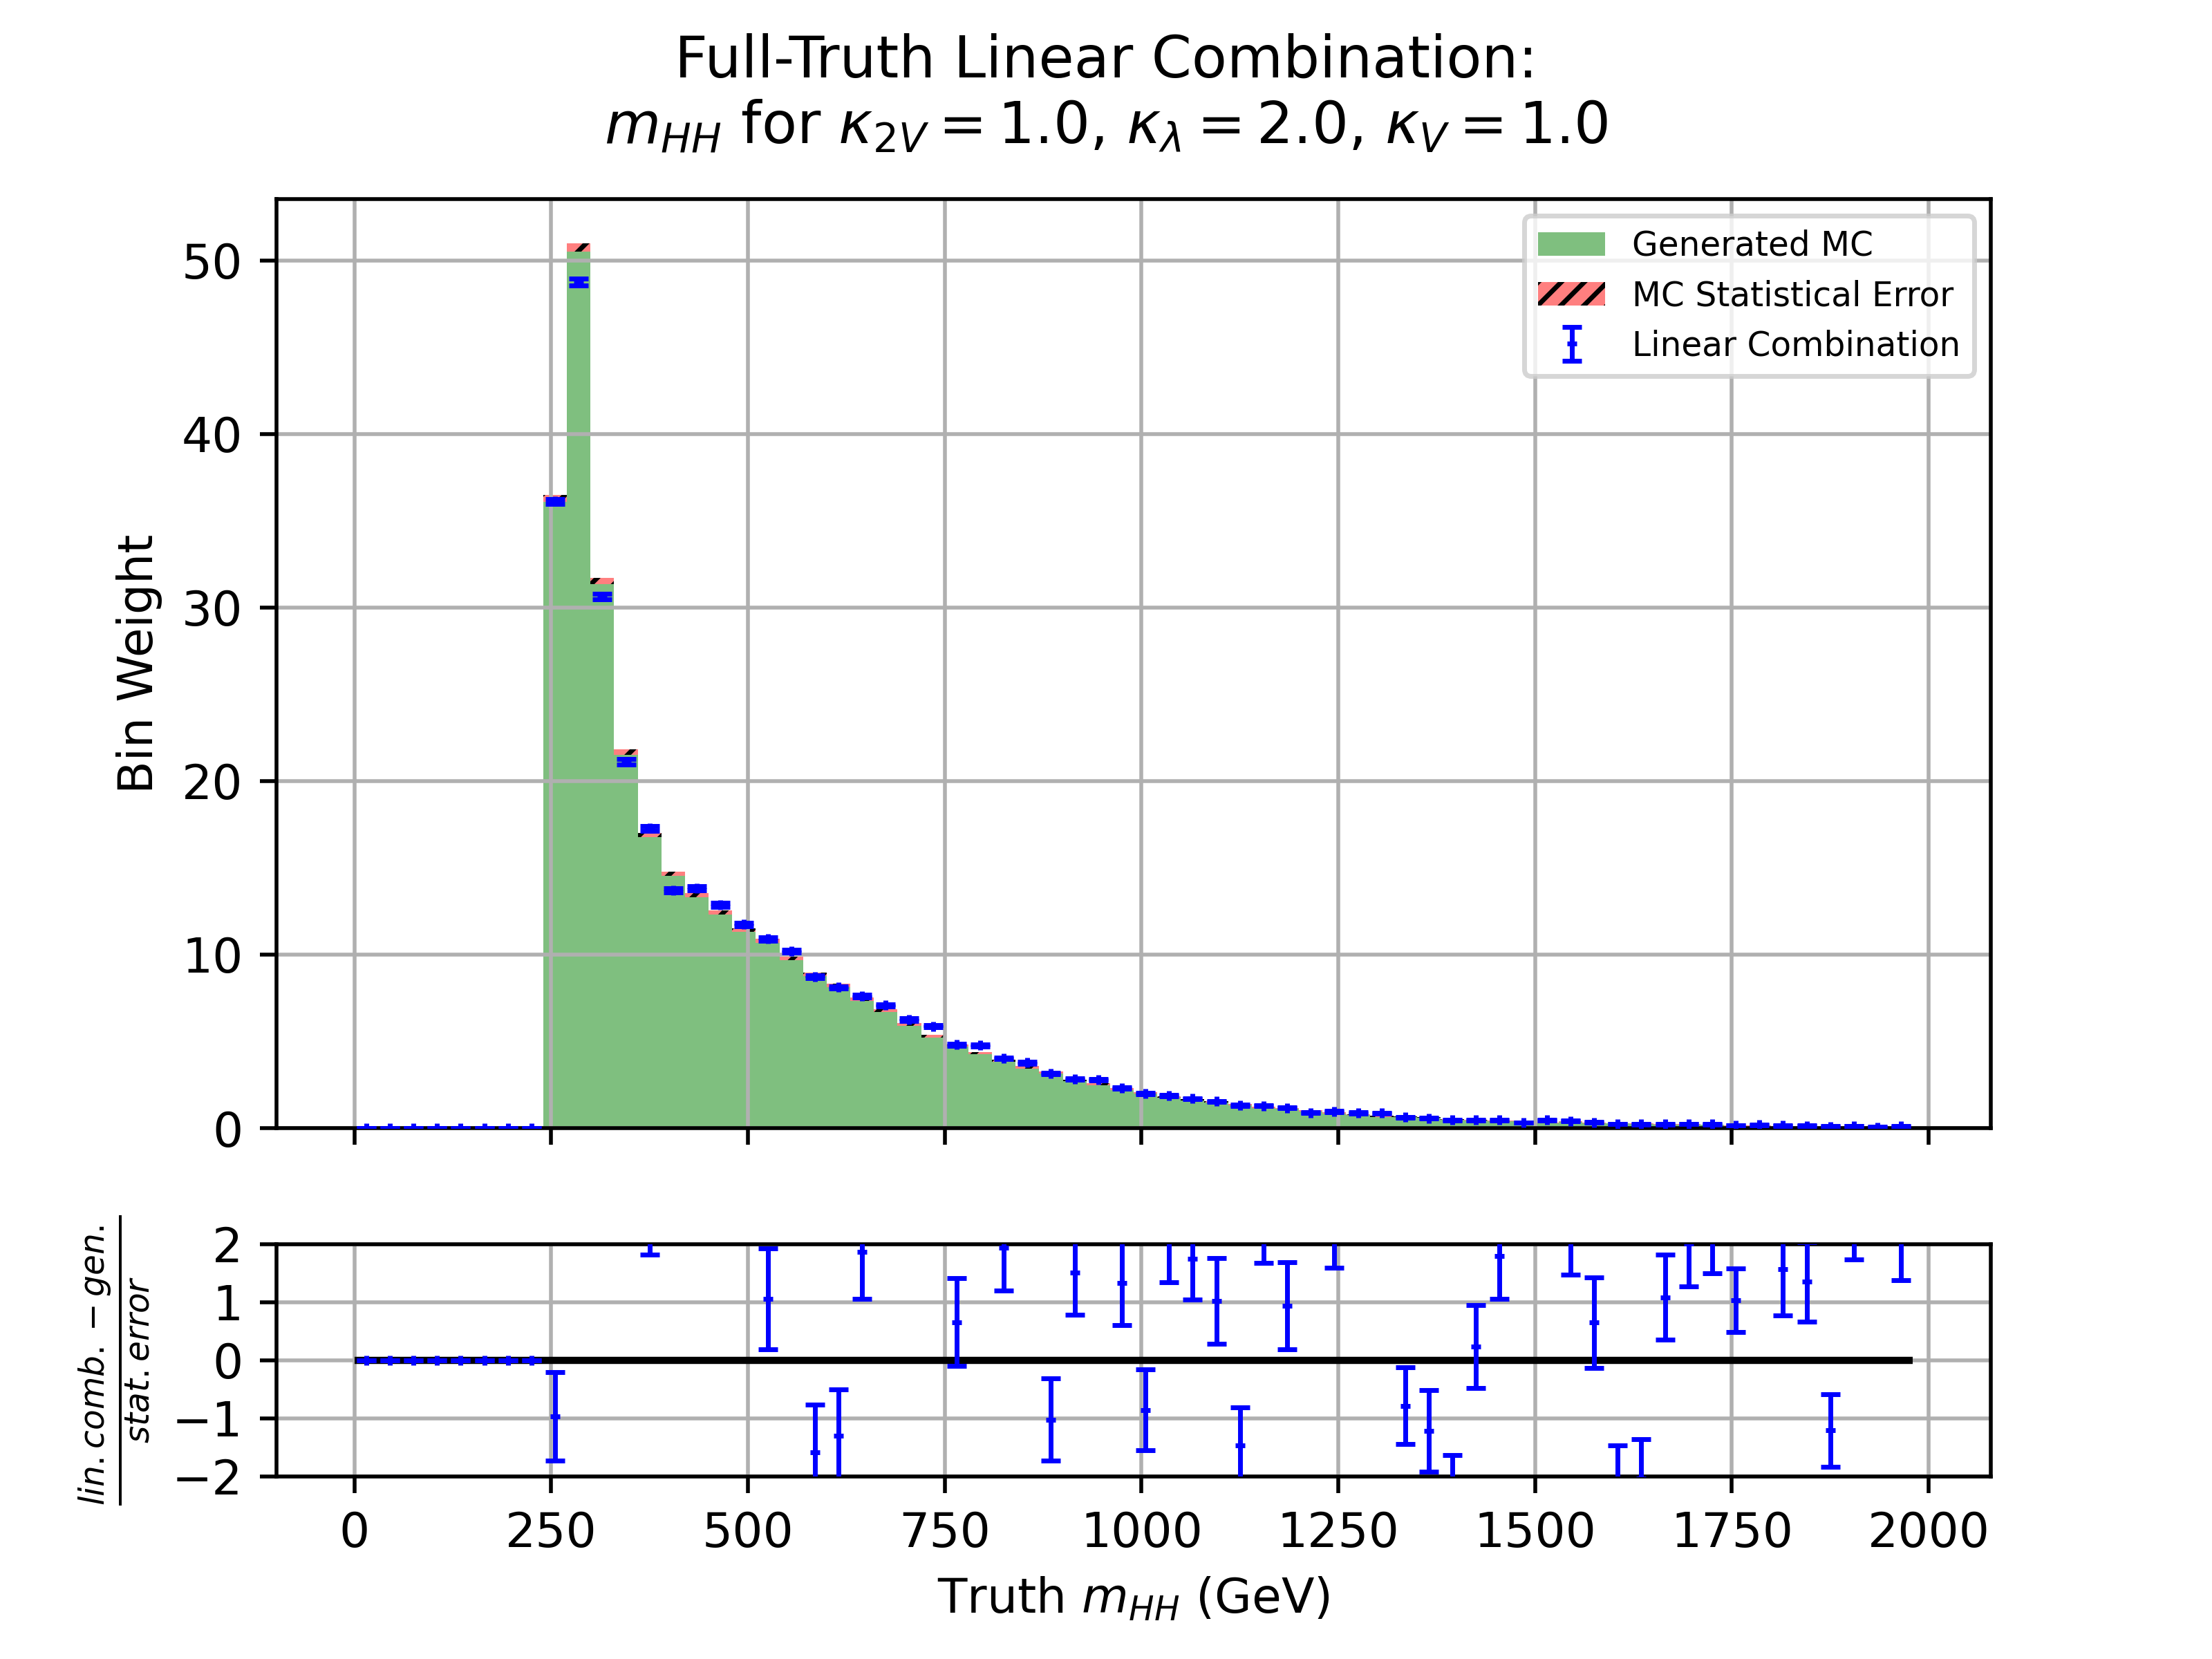 Full-Truth Linear Combination:
m_HH for κ_2V = 1.0, κ_λ = 2.0, κ_V = 1.0
Generated MC
MC Statistical Error
Linear Combination
Bin Weight
50
40
30
20
10
0
lin. comb. − gen.
stat. error
2
1
0
−1
−2
0 250 500 750 1000 1250 1500 1750 2000
Truth m_HH (GeV)